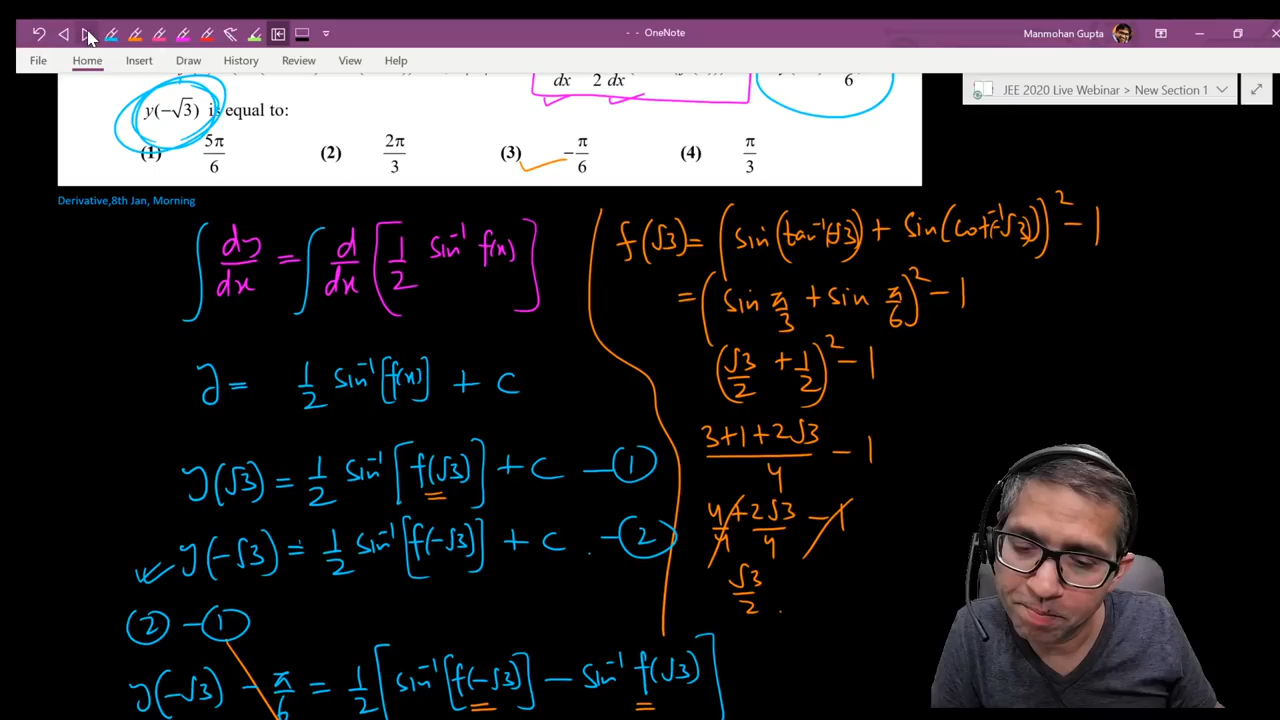 - - OneNote
Manmohan Gupta
File Home Insert Draw History Review View Help
JEE 2020 Live Webinar > New Section 1
dx 2 dx
6
y(−√3) is equal to:
(1) 5π/6 (2) 2π/3 (3) −π/6 (4) π/3
Derivative,8th Jan, Morning
∫ dy/dx = ∫ d/dx [1/2 sin⁻¹ f(x)]
y = 1/2 sin⁻¹[f(x)] + c
y(√3) = 1/2 sin⁻¹[f(√3)] + c — ①
y(−√3) = 1/2 sin⁻¹[f(−√3)] + c . — ②
② − ①
y(−√3) − π/6 = 1/2 [sin⁻¹[f(−√3)] − sin⁻¹ f(√3)]
f(√3) = (sin(tan⁻¹(√3)) + sin(cot⁻¹√3))² − 1
= (sin π/3 + sin π/6)² − 1
(√3/2 + 1/2)² − 1
3+1+2√3/4 − 1
4/4 + 2√3/4 − 1
√3/2 .